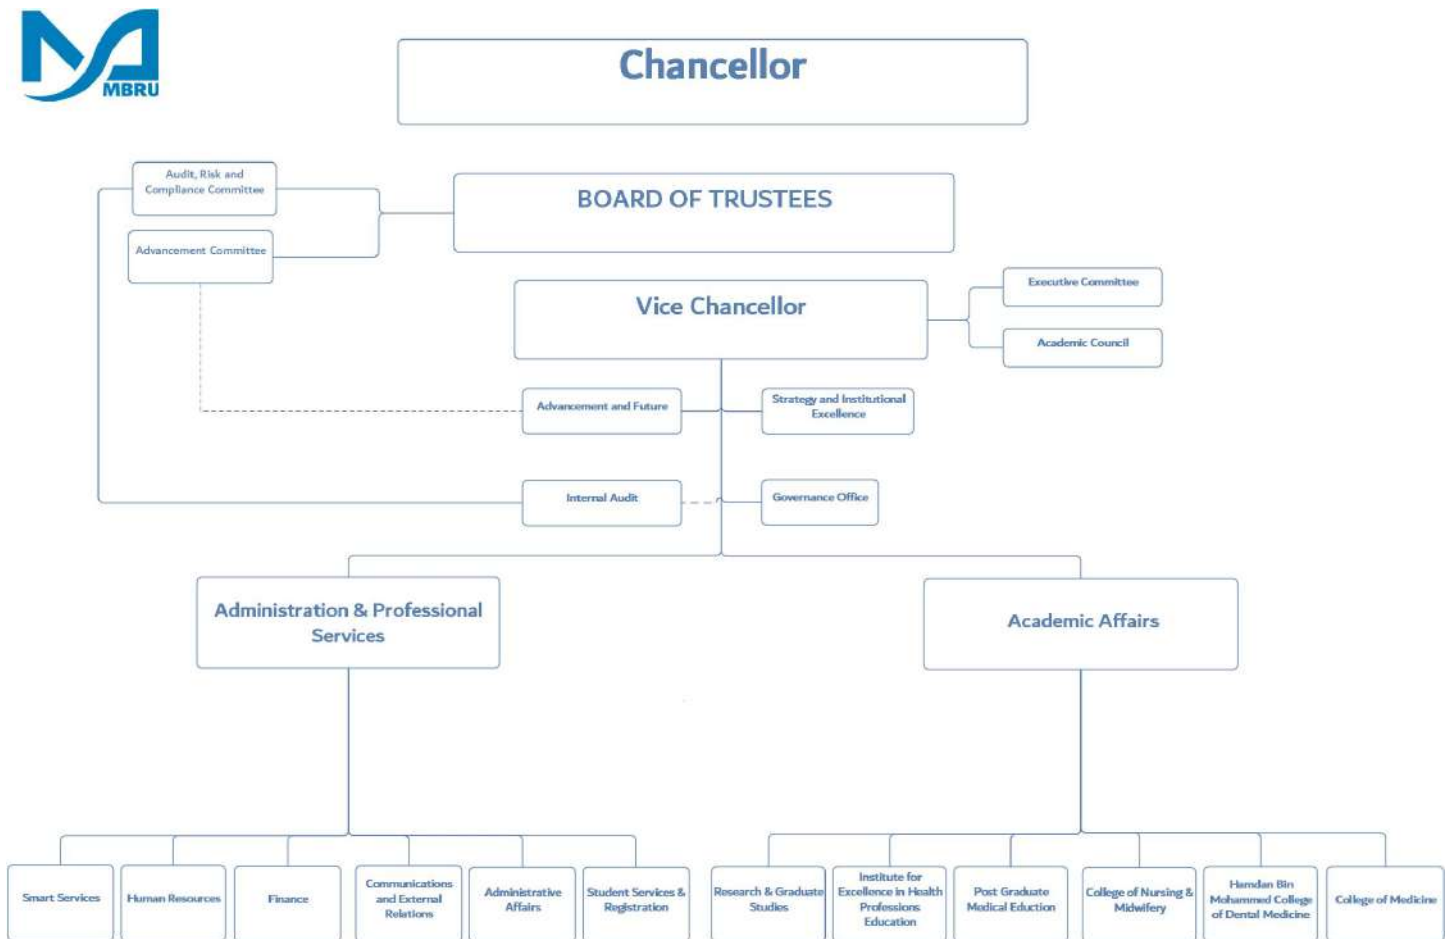 MBRU
Chancellor
Audit, Risk and
Compliance Committee
BOARD OF TRUSTEES
Advancement Committee
Executive Committee
Vice Chancellor
Academic Council
Advancement and Future
Strategy and Institutional
Excellence
Internal Audit
Governance Office
Administration & Professional
Services
Academic Affairs
Smart Services
Human Resources
Finance
Communications
and External
Relations
Administrative
Affairs
Student Services &
Registration
Research & Graduate
Studies
Institute for
Excellence in Health
Professions
Education
Post Graduate
Medical Eduction
College of Nursing &
Midwifery
Hamdan Bin
Mohammed College
of Dental Medicine
College of Medicine